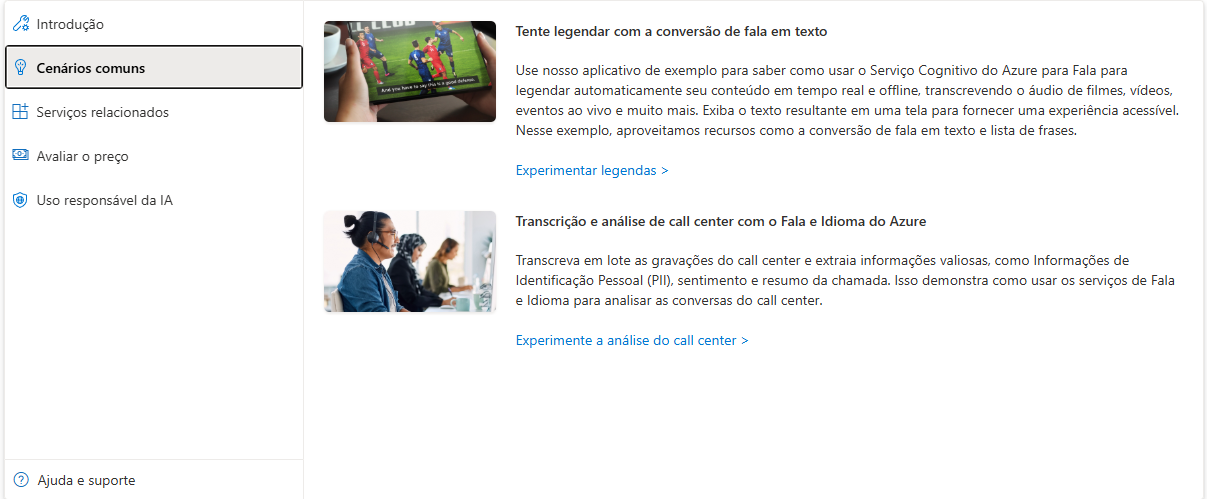 Introdução
Cenários comuns
Serviços relacionados
Avaliar o preço
Uso responsável da IA
Ajuda e suporte
And you have to say this is a good defense.
Tente legendar com a conversão de fala em texto
Use nosso aplicativo de exemplo para saber como usar o Serviço Cognitivo do Azure para Fala para
legendar automaticamente seu conteúdo em tempo real e offline, transcrevendo o áudio de filmes, vídeos,
eventos ao vivo e muito mais. Exiba o texto resultante em uma tela para fornecer uma experiência acessível.
Nesse exemplo, aproveitamos recursos como a conversão de fala em texto e lista de frases.
Experimentar legendas >
Transcrição e análise de call center com o Fala e Idioma do Azure
Transcreva em lote as gravações do call center e extraia informações valiosas, como Informações de
Identificação Pessoal (PII), sentimento e resumo da chamada. Isso demonstra como usar os serviços de Fala
e Idioma para analisar as conversas do call center.
Experimente a análise do call center >